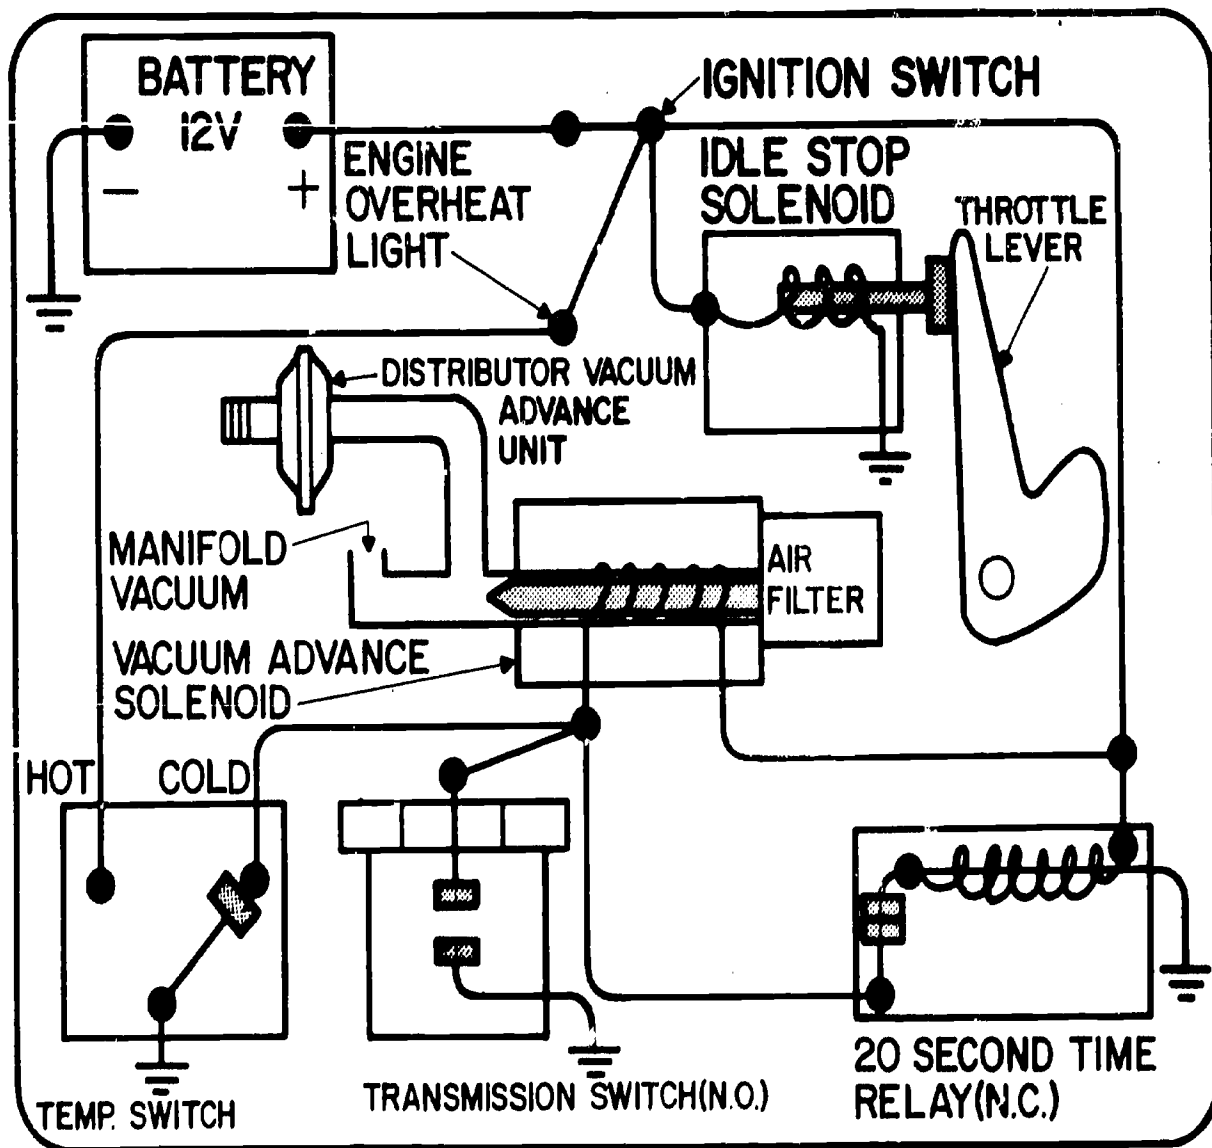 BATTERY
12V
− +
IGNITION SWITCH
ENGINE
OVERHEAT
LIGHT
IDLE STOP
SOLENOID
THROTTLE
LEVER
DISTRIBUTOR VACUUM
ADVANCE
UNIT
MANIFOLD
VACUUM
AIR
FILTER
VACUUM ADVANCE
SOLENOID
HOT COLD
TEMP. SWITCH
TRANSMISSION SWITCH(N.O.)
20 SECOND TIME
RELAY(N.C.)